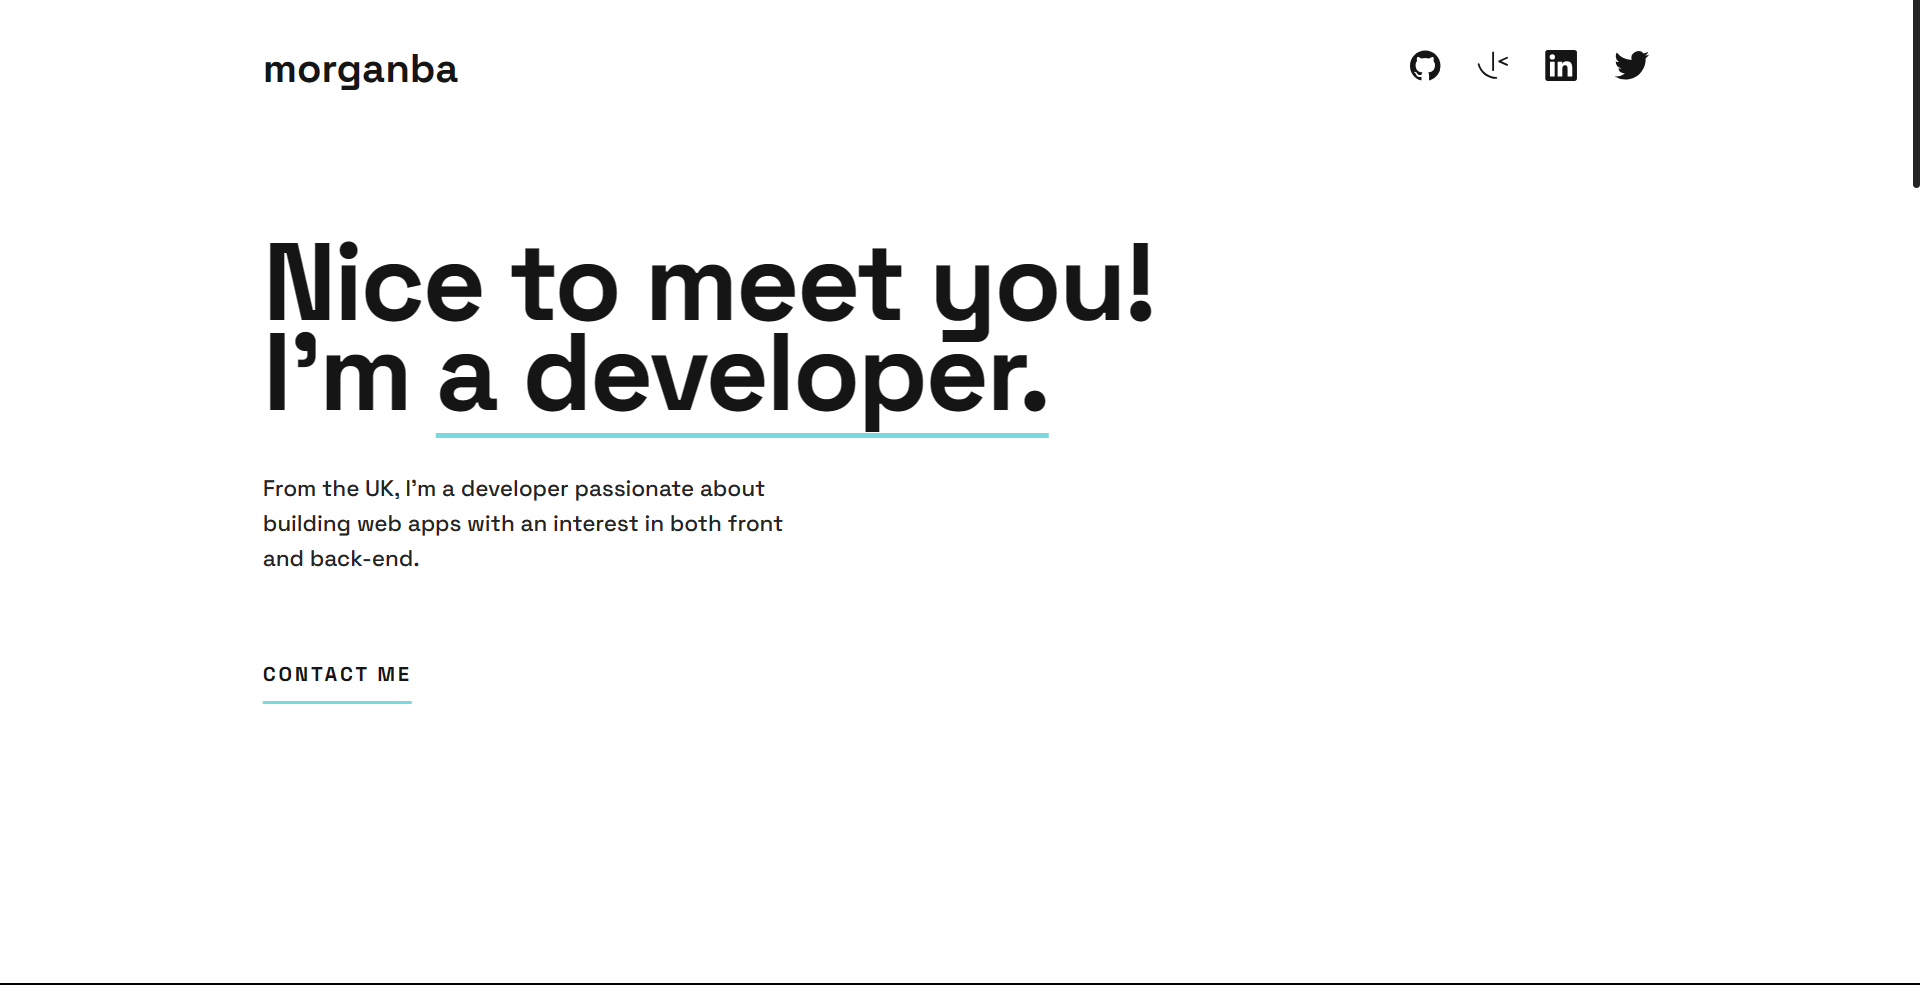 morganba
Nice to meet you!
I’m a developer.
From the UK, I’m a developer passionate about
building web apps with an interest in both front
and back-end.
CONTACT ME